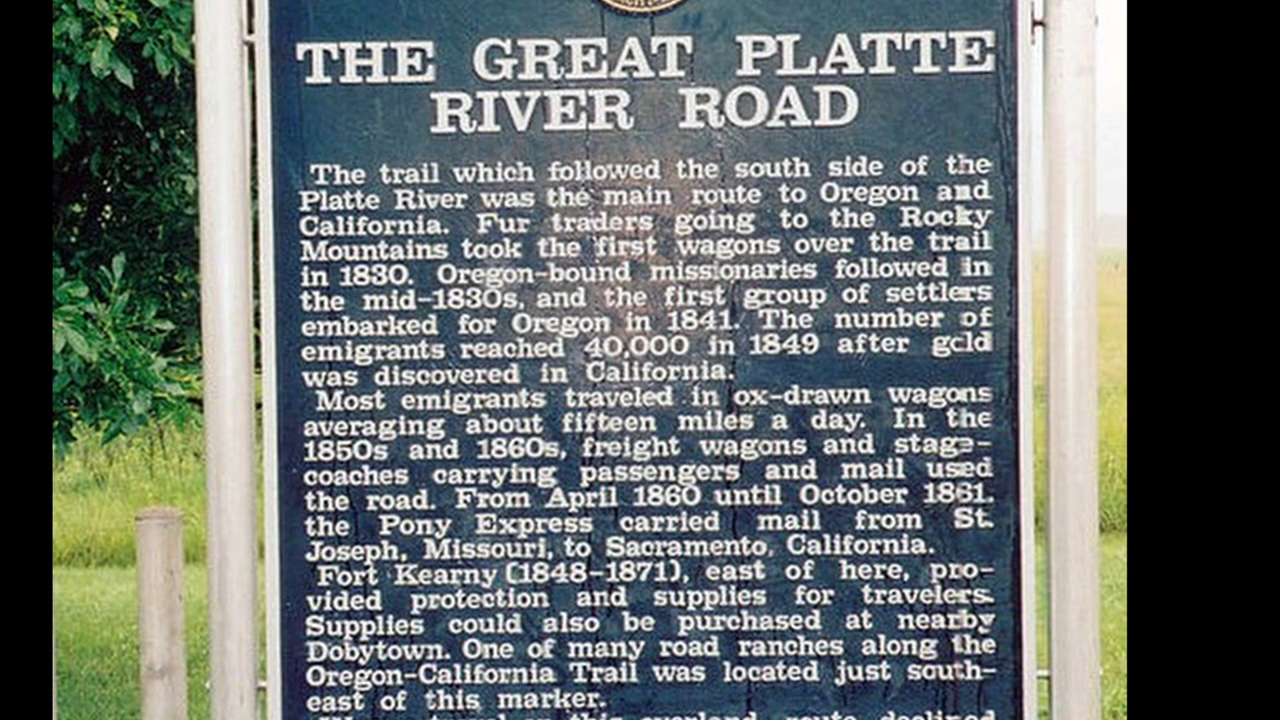 THE GREAT PLATTE
RIVER ROAD
The trail which followed the south side of the
Platte River was the main route to Oregon and
California. Fur traders going to the Rocky
Mountains took the first wagons over the trail
in 1830. Oregon-bound missionaries followed in
the mid-1830s, and the first group of settlers
embarked for Oregon in 1841. The number of
emigrants reached 40,000 in 1849 after gold
was discovered in California.
Most emigrants traveled in ox-drawn wagons
averaging about fifteen miles a day. In the
1850s and 1860s, freight wagons and stage-
coaches carrying passengers and mail used
the road. From April 1860 until October 1861,
the Pony Express carried mail from St.
Joseph, Missouri, to Sacramento, California.
Fort Kearny (1848-1871), east of here, pro-
vided protection and supplies for travelers.
Supplies could also be purchased at nearby
Dobytown. One of many road ranches along the
Oregon-California Trail was located just south-
east of this marker.
this overland route declined